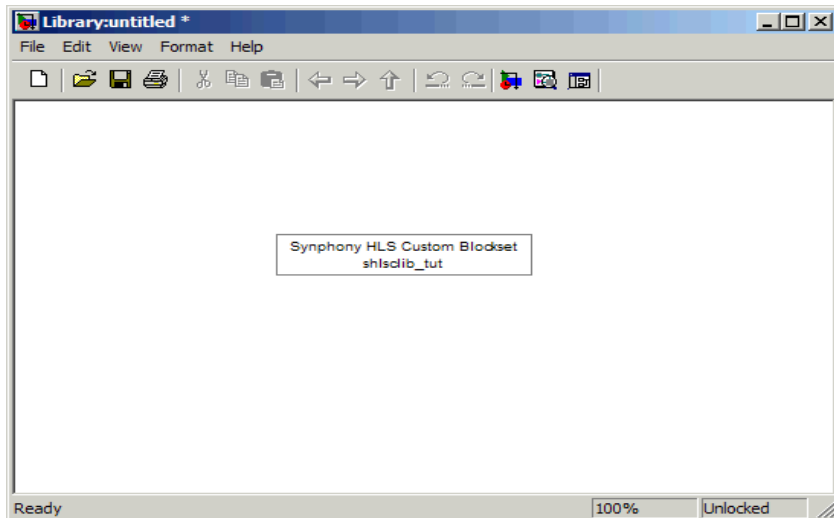 Library:untitled *
File Edit View Format Help
Synphony HLS Custom Blockset
shlsclib_tut
Ready 100% Unlocked